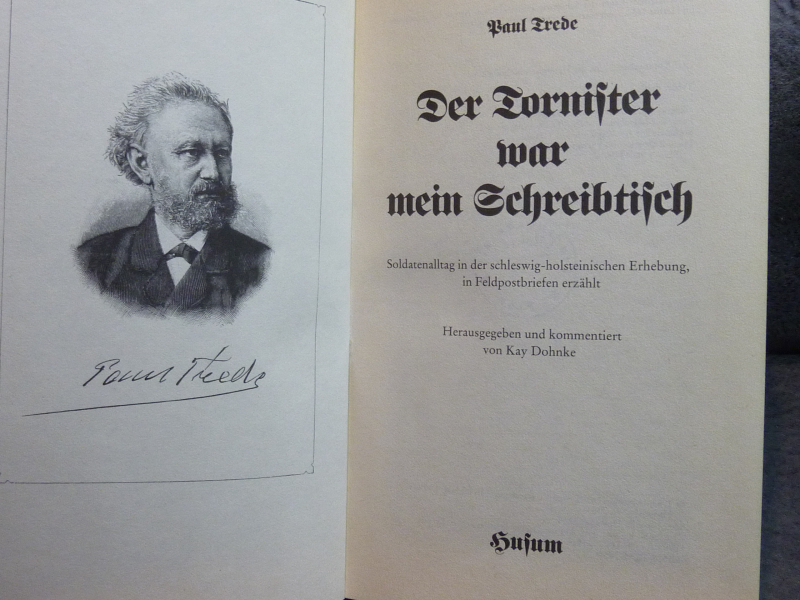 Paul Trede
Paul Trede
Der Torniſter
war
mein Schreibtiſch
Soldatenalltag in der schleswig-holsteinischen Erhebung,
in Feldpostbriefen erzählt
Herausgegeben und kommentiert
von Kay Dohnke
Huſum